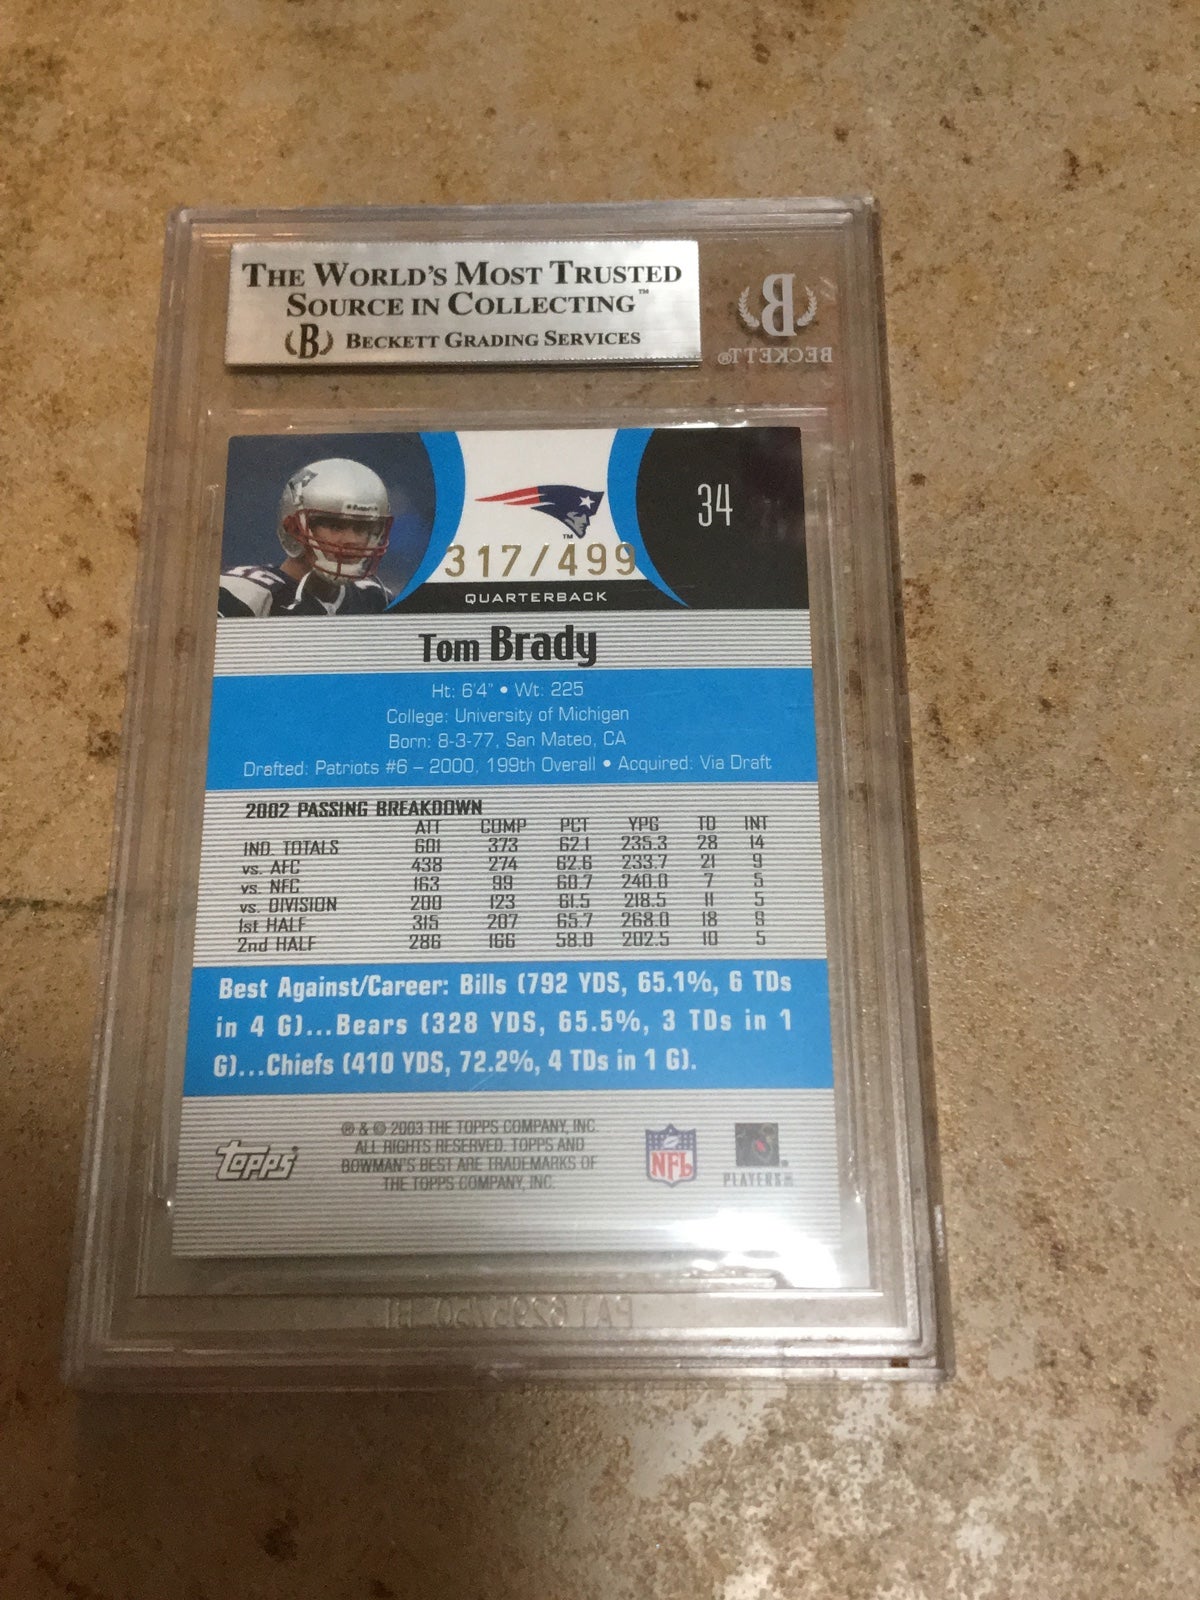 THE WORLD'S MOST TRUSTED
SOURCE IN COLLECTING™
B BECKETT GRADING SERVICES
B
BECKETT®
34
TM
317/499
QUARTERBACK
Tom Brady
Ht: 6'4" • Wt: 225
College: University of Michigan
Born: 8-3-77, San Mateo, CA
Drafted: Patriots #6 – 2000, 199th Overall • Acquired: Via Draft
2002 PASSING BREAKDOWN
ATT COMP PCT YPG TD INT
IND. TOTALS 601 373 62.1 235.3 28 14
vs. AFC 438 274 62.6 233.7 21 9
vs. NFC 163 99 60.7 240.0 7 5
vs. DIVISION 200 123 61.5 218.5 11 5
1st HALF 315 207 65.7 268.0 18 9
2nd HALF 286 166 58.0 202.5 10 5
Best Against/Career: Bills (792 YDS, 65.1%, 6 TDs
in 4 G)...Bears (328 YDS, 65.5%, 3 TDs in 1
G)...Chiefs (410 YDS, 72.2%, 4 TDs in 1 G).
® & © 2003 THE TOPPS COMPANY, INC.
ALL RIGHTS RESERVED. TOPPS AND
BOWMAN'S BEST ARE TRADEMARKS OF
THE TOPPS COMPANY, INC.
Topps
NFL
PLAYERS